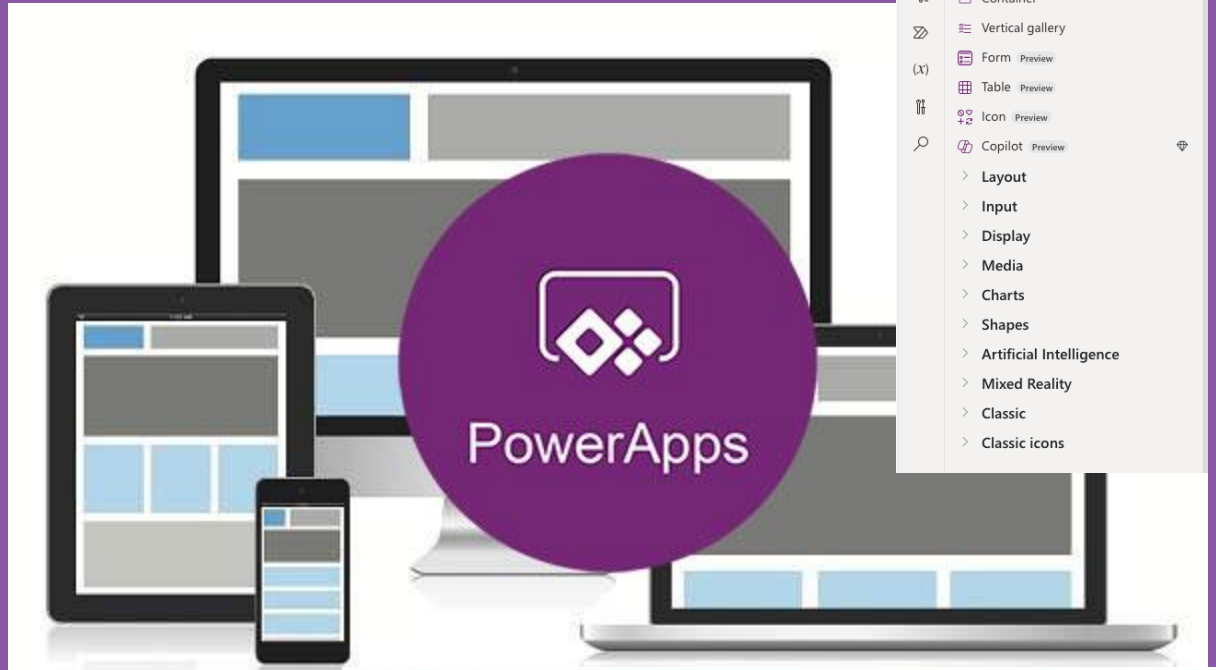 PowerApps
Container
Vertical gallery
Form Preview
Table Preview
Icon Preview
Copilot Preview
Layout
Input
Display
Media
Charts
Shapes
Artificial Intelligence
Mixed Reality
Classic
Classic icons
(x)